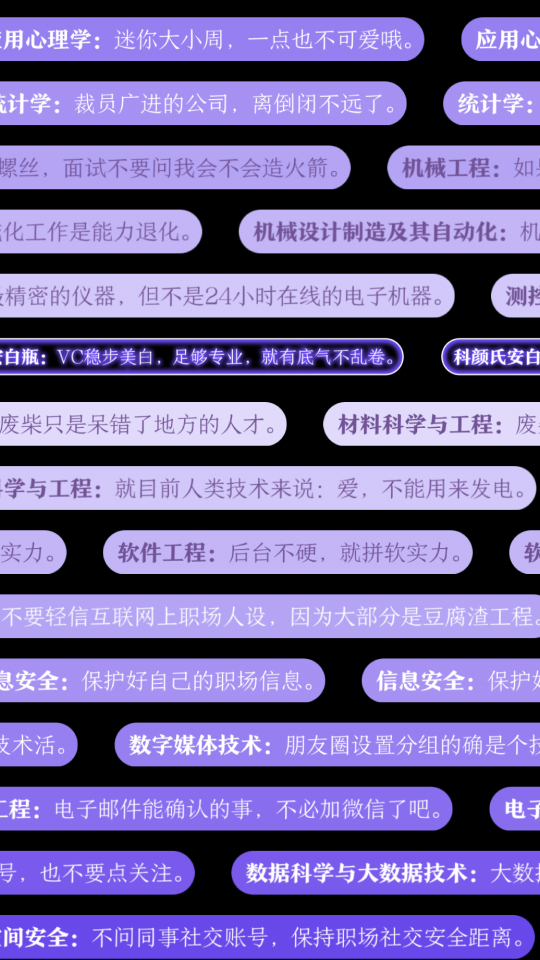 用心理学：迷你大小周，一点也不可爱哦。 应用心
统计学：裁员广进的公司，离倒闭不远了。 统计学：
螺丝，面试不要问我会不会造火箭。 机械工程：如
化工作是能力退化。 机械设计制造及其自动化：机
精密的仪器，但不是24小时在线的电子机器。 测控
安白瓶：VC稳步美白，足够专业，就有底气不乱卷。 科颜氏安白
废柴只是呆错了地方的人才。 材料科学与工程：废
科学与工程：就目前人类技术来说：爱，不能用来发电。
实力。 软件工程：后台不硬，就拼软实力。 软
不要轻信互联网上职场人设，因为大部分是豆腐渣工程。
息安全：保护好自己的职场信息。 信息安全：保护
技术活。 数字媒体技术：朋友圈设置分组的确是个
工程：电子邮件能确认的事，不必加微信了吧。 电子
号，也不要点关注。 数据科学与大数据技术：大数
间安全：不问同事社交账号，保持职场社交安全距离。